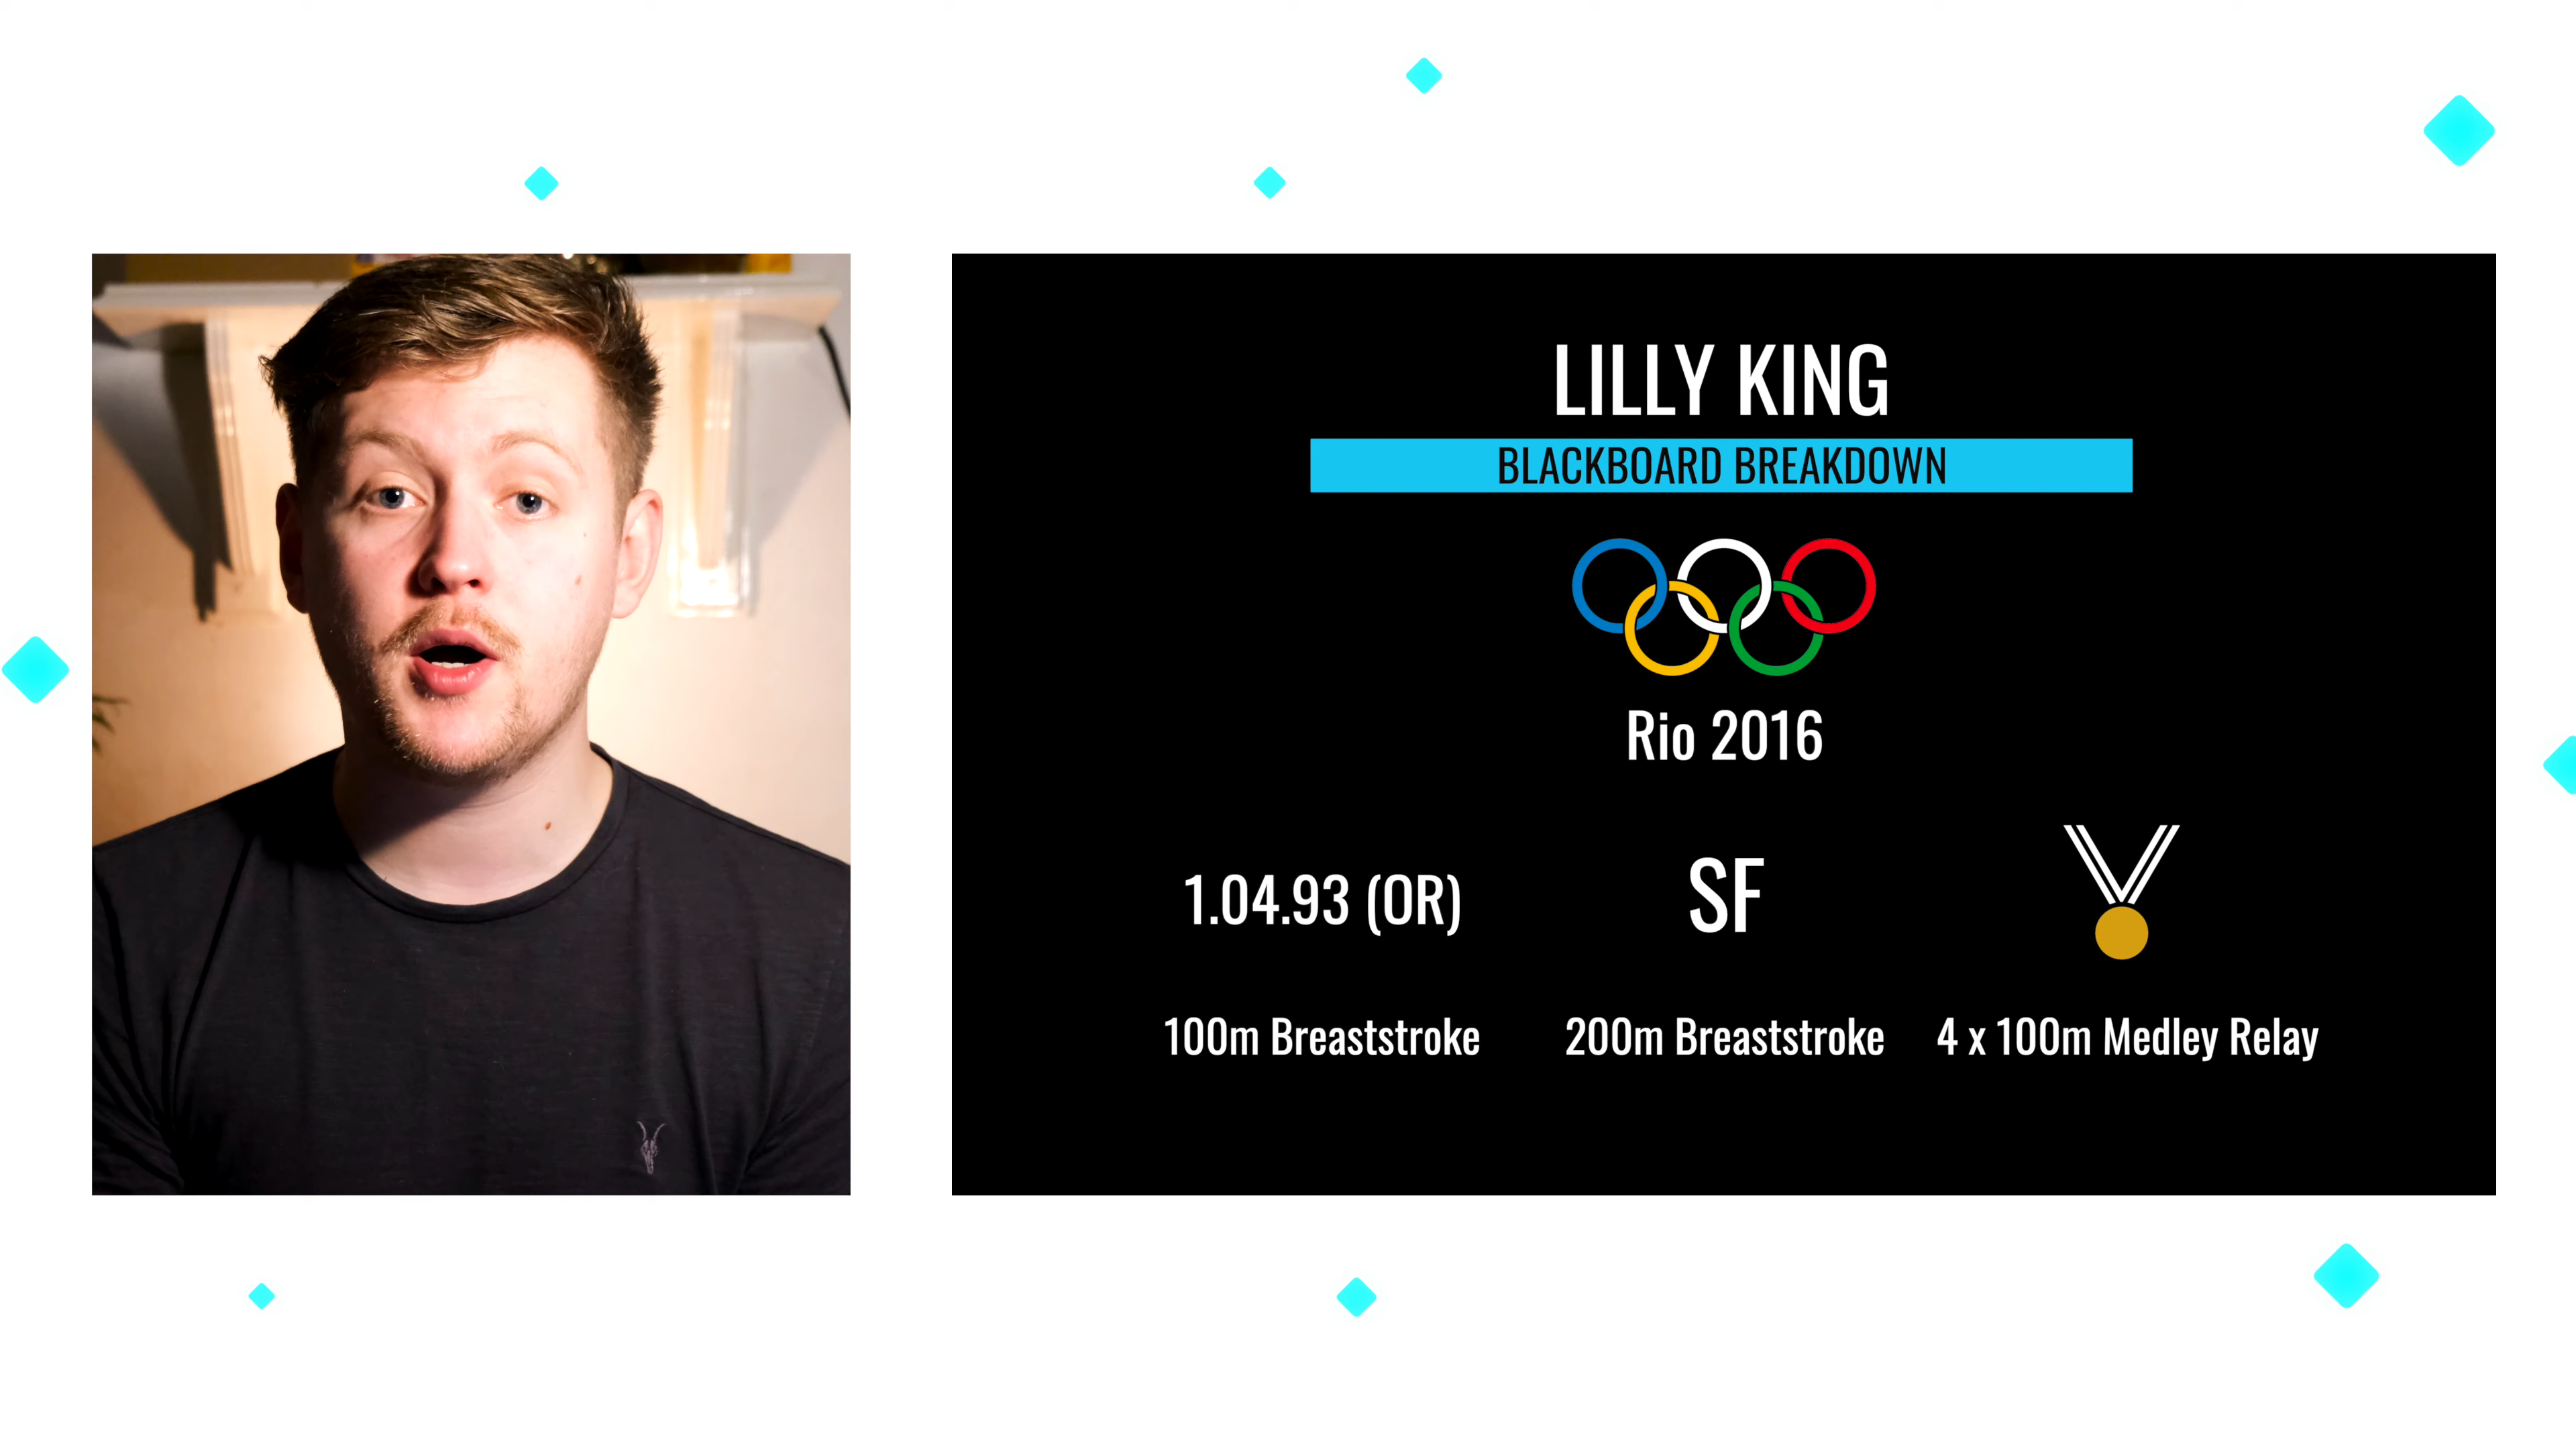 LILLY KING
BLACKBOARD BREAKDOWN
Rio 2016
1.04.93 (OR)
SF
100m Breaststroke
200m Breaststroke
4 x 100m Medley Relay